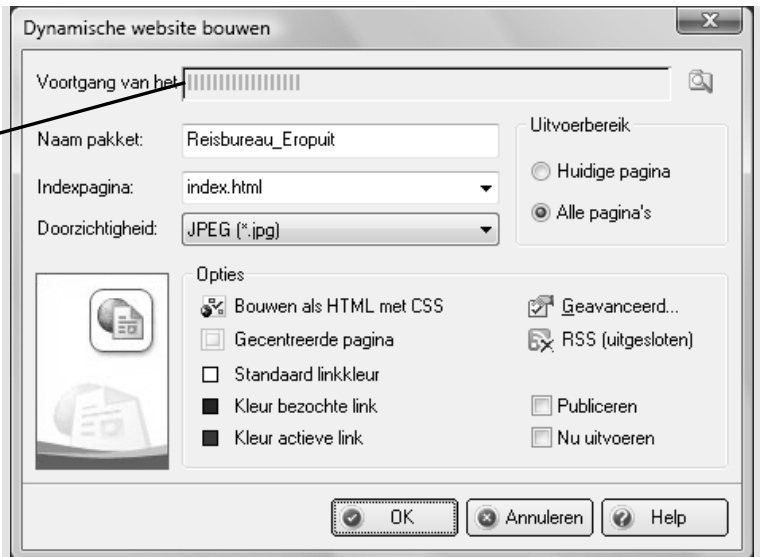 Dynamische website bouwen
Voortgang van het
Naam pakket: Reisbureau_Eropuit
Indexpagina: index.html
Doorzichtigheid: JPEG (*.jpg)
Uitvoerbereik
Huidige pagina
Alle pagina's
Opties
Bouwen als HTML met CSS
Gecentreerde pagina
Standaard linkkleur
Kleur bezochte link
Kleur actieve link
Geavanceerd...
RSS (uitgesloten)
Publiceren
Nu uitvoeren
OK
Annuleren
Help